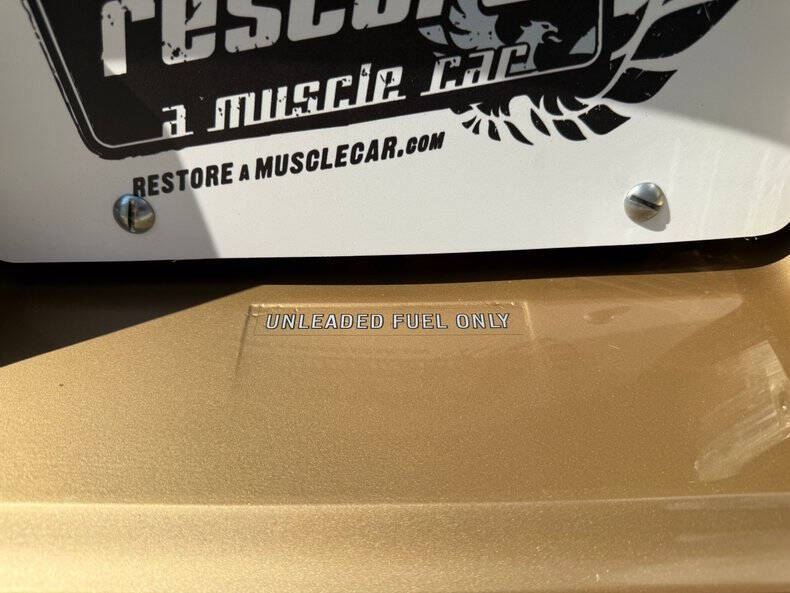 a muscle car
RESTORE A MUSCLECAR.COM
UNLEADED FUEL ONLY